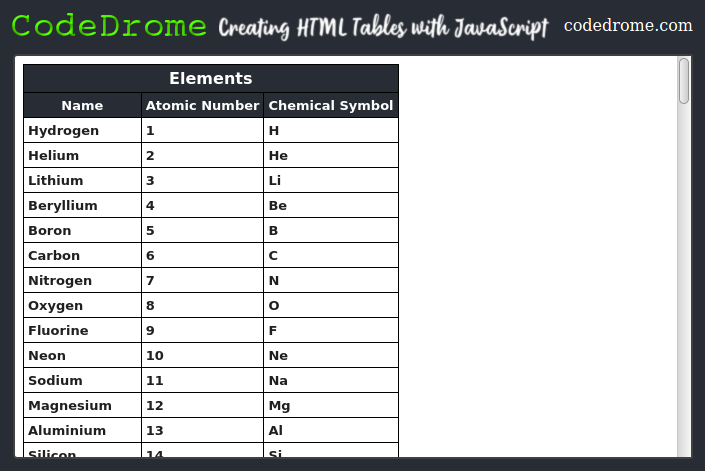 CodeDrome Creating HTML Tables with JavaScript codedrome.com
Elements
Name Atomic Number Chemical Symbol
Hydrogen 1 H
Helium 2 He
Lithium 3 Li
Beryllium 4 Be
Boron 5 B
Carbon 6 C
Nitrogen 7 N
Oxygen 8 O
Fluorine 9 F
Neon 10 Ne
Sodium 11 Na
Magnesium 12 Mg
Aluminium 13 Al
Silicon 14 Si